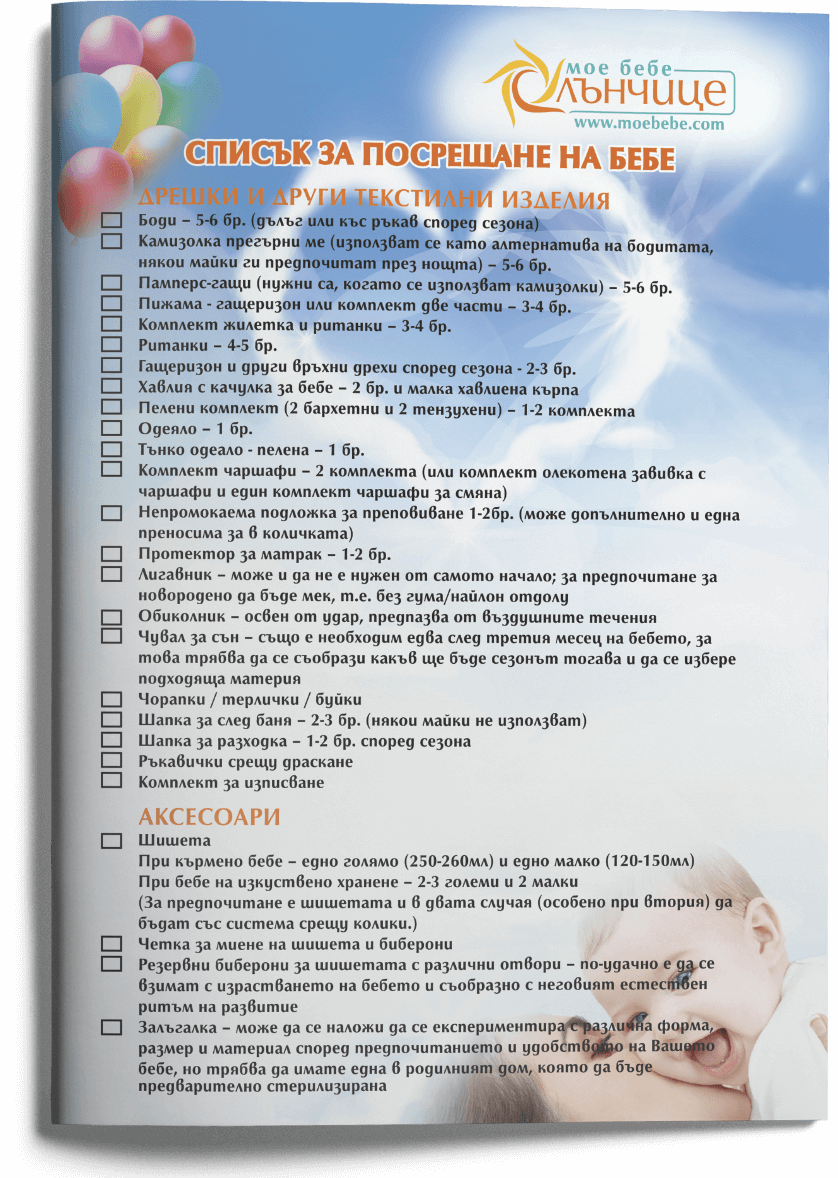 мое бебе
Слънчице
www.moebebe.com
СПИСЪК ЗА ПОСРЕЩАНЕ НА БЕБЕ
ДРЕШКИ И ДРУГИ ТЕКСТИЛНИ ИЗДЕЛИЯ
Боди – 5-6 бр. (дълъг или къс ръкав според сезона)
Камизолка прегърни ме (използват се като алтернатива на бодитата,
някои майки ги предпочитат през нощта) – 5-6 бр.
Памперс-гащи (нужни са, когато се използват камизолки) – 5-6 бр.
Пижама - гащеризон или комплект две части – 3-4 бр.
Комплект жилетка и ританки – 3-4 бр.
Ританки – 4-5 бр.
Гащеризон и други връхни дрехи според сезона - 2-3 бр.
Хавлия с качулка за бебе – 2 бр. и малка хавлиена кърпа
Пелени комплект (2 бархетни и 2 тензухени) – 1-2 комплекта
Одеяло – 1 бр.
Тънко одеало - пелена – 1 бр.
Комплект чаршафи – 2 комплекта (или комплект олекотена завивка с
чаршафи и един комплект чаршафи за смяна)
Непромокаема подложка за преповиване 1-2бр. (може допълнително и една
преносима за в количката)
Протектор за матрак – 1-2 бр.
Лигавник – може и да не е нужен от самото начало; за предпочитане за
новородено да бъде мек, т.е. без гума/найлон отдолу
Обиколник – освен от удар, предпазва от въздушните течения
Чувал за сън – също е необходим едва след третия месец на бебето, за
това трябва да се съобрази какъв ще бъде сезонът тогава и да се избере
подходяща материя
Чорапки / терлички / буйки
Шапка за след баня – 2-3 бр. (някои майки не използват)
Шапка за разходка – 1-2 бр. според сезона
Ръкавички срещу драскане
Комплект за изписване
АКСЕСОАРИ
Шишета
При кърмено бебе – едно голямо (250-260мл) и едно малко (120-150мл)
При бебе на изкуствено хранене – 2-3 големи и 2 малки
(За предпочитане е шишетата и в двата случая (особено при втория) да
бъдат със система срещу колики.)
Четка за миене на шишета и биберони
Резервни биберони за шишетата с различни отвори – по-удачно е да се
взимат с израстването на бебето и съобразно с неговият естествен
ритъм на развитие
Залъгалка – може да се наложи да се експериментира с различна форма,
размер и материал според предпочитанието и удобството на Вашето
бебе, но трябва да имате една в родилният дом, която да бъде
предварително стерилизирана